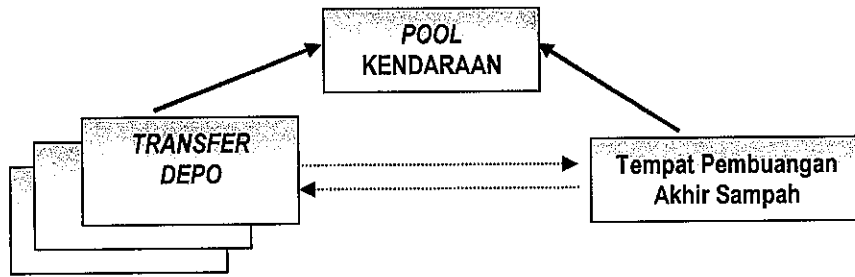 POOL
KENDARAAN
TRANSFER
DEPO
Tempat Pembuangan
Akhir Sampah